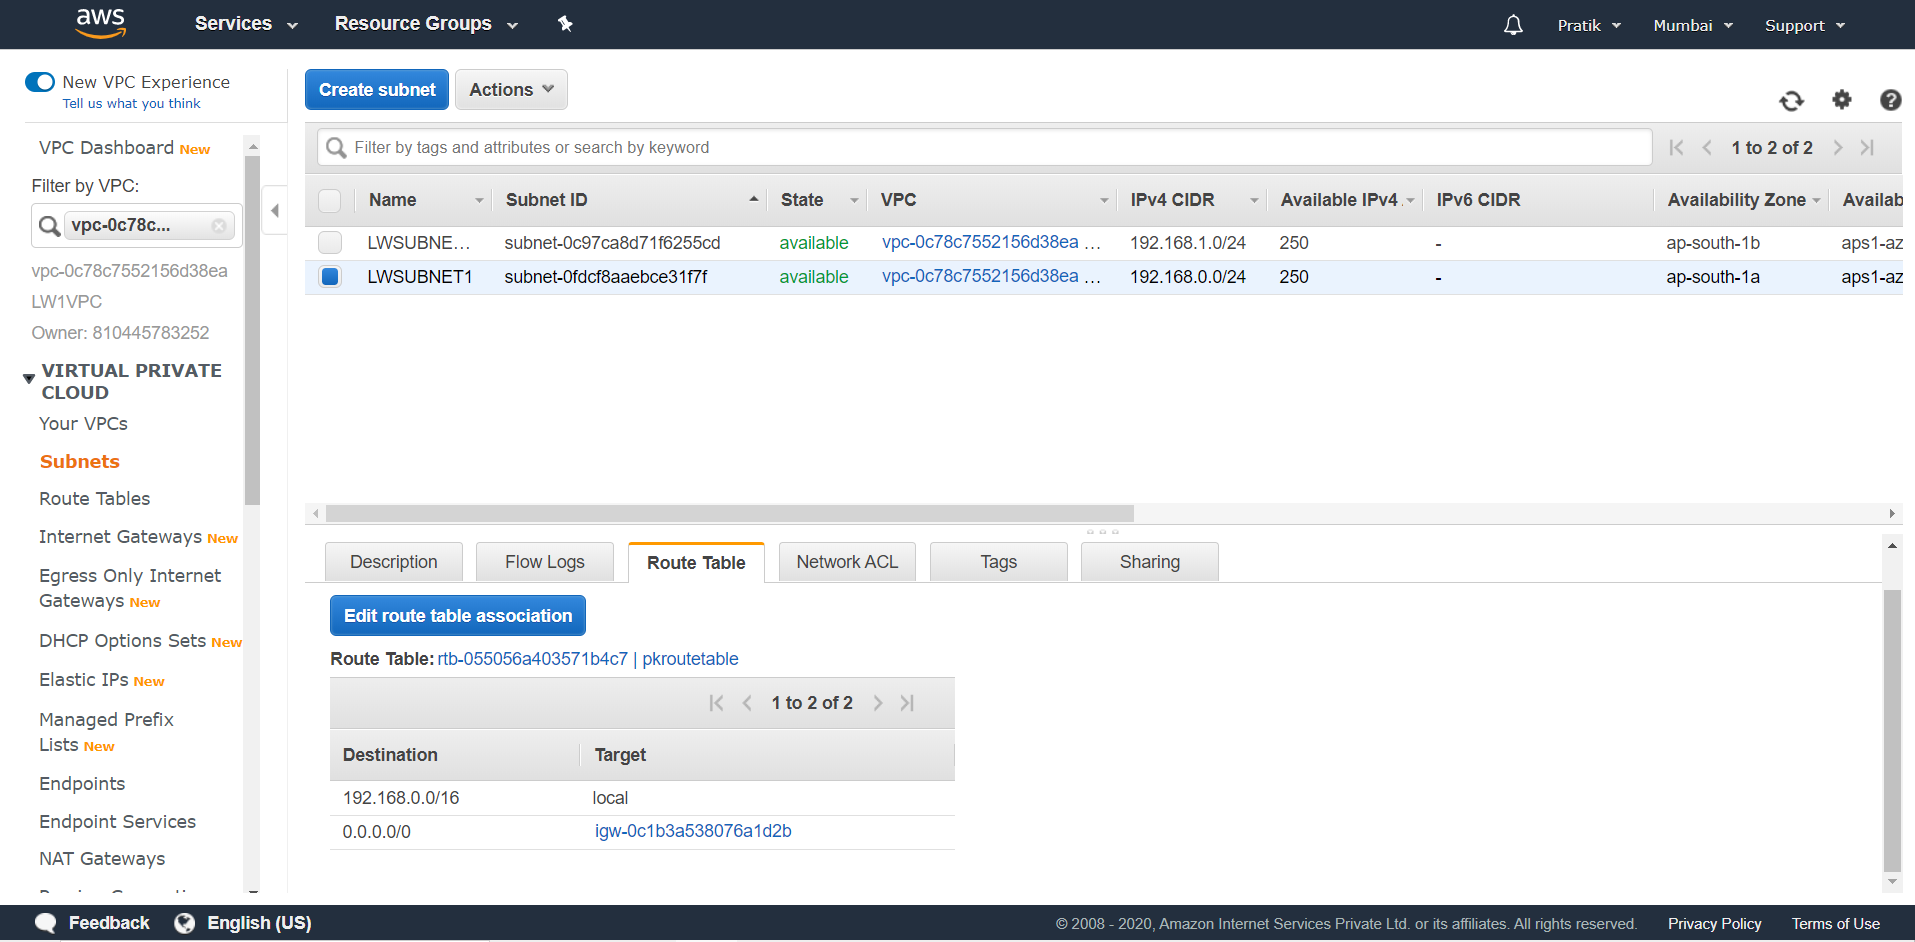 aws Services Resource Groups Pratik Mumbai Support
New VPC Experience
Tell us what you think
VPC Dashboard New
Filter by VPC:
vpc-0c78c...
vpc-0c78c7552156d38ea
LW1VPC
Owner: 810445783252
VIRTUAL PRIVATE
CLOUD
Your VPCs
Subnets
Route Tables
Internet Gateways New
Egress Only Internet
Gateways New
DHCP Options Sets New
Elastic IPs New
Managed Prefix
Lists New
Endpoints
Endpoint Services
NAT Gateways
Create subnet Actions
Filter by tags and attributes or search by keyword 1 to 2 of 2
Name Subnet ID State VPC IPv4 CIDR Available IPv4 IPv6 CIDR Availability Zone Availab
LWSUBNE... subnet-0c97ca8d71f6255cd available vpc-0c78c7552156d38ea ... 192.168.1.0/24 250 - ap-south-1b aps1-az
LWSUBNET1 subnet-0fdcf8aaebce31f7f available vpc-0c78c7552156d38ea ... 192.168.0.0/24 250 - ap-south-1a aps1-az
Description Flow Logs Route Table Network ACL Tags Sharing
Edit route table association
Route Table: rtb-055056a403571b4c7 | pkroutetable
1 to 2 of 2
Destination Target
192.168.0.0/16 local
0.0.0.0/0 igw-0c1b3a538076a1d2b
Feedback English (US) © 2008 - 2020, Amazon Internet Services Private Ltd. or its affiliates. All rights reserved. Privacy Policy Terms of Use